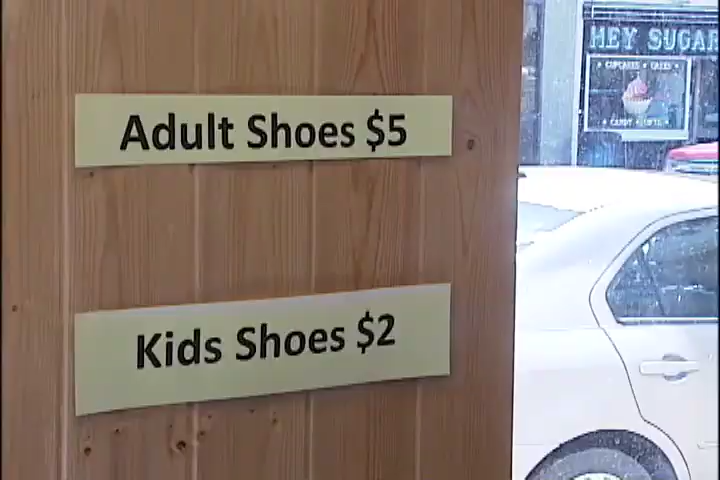 Adult Shoes $5
Kids Shoes $2
HEY SUGAR
CUPCAKES • CAKES
CANDY • GIFTS